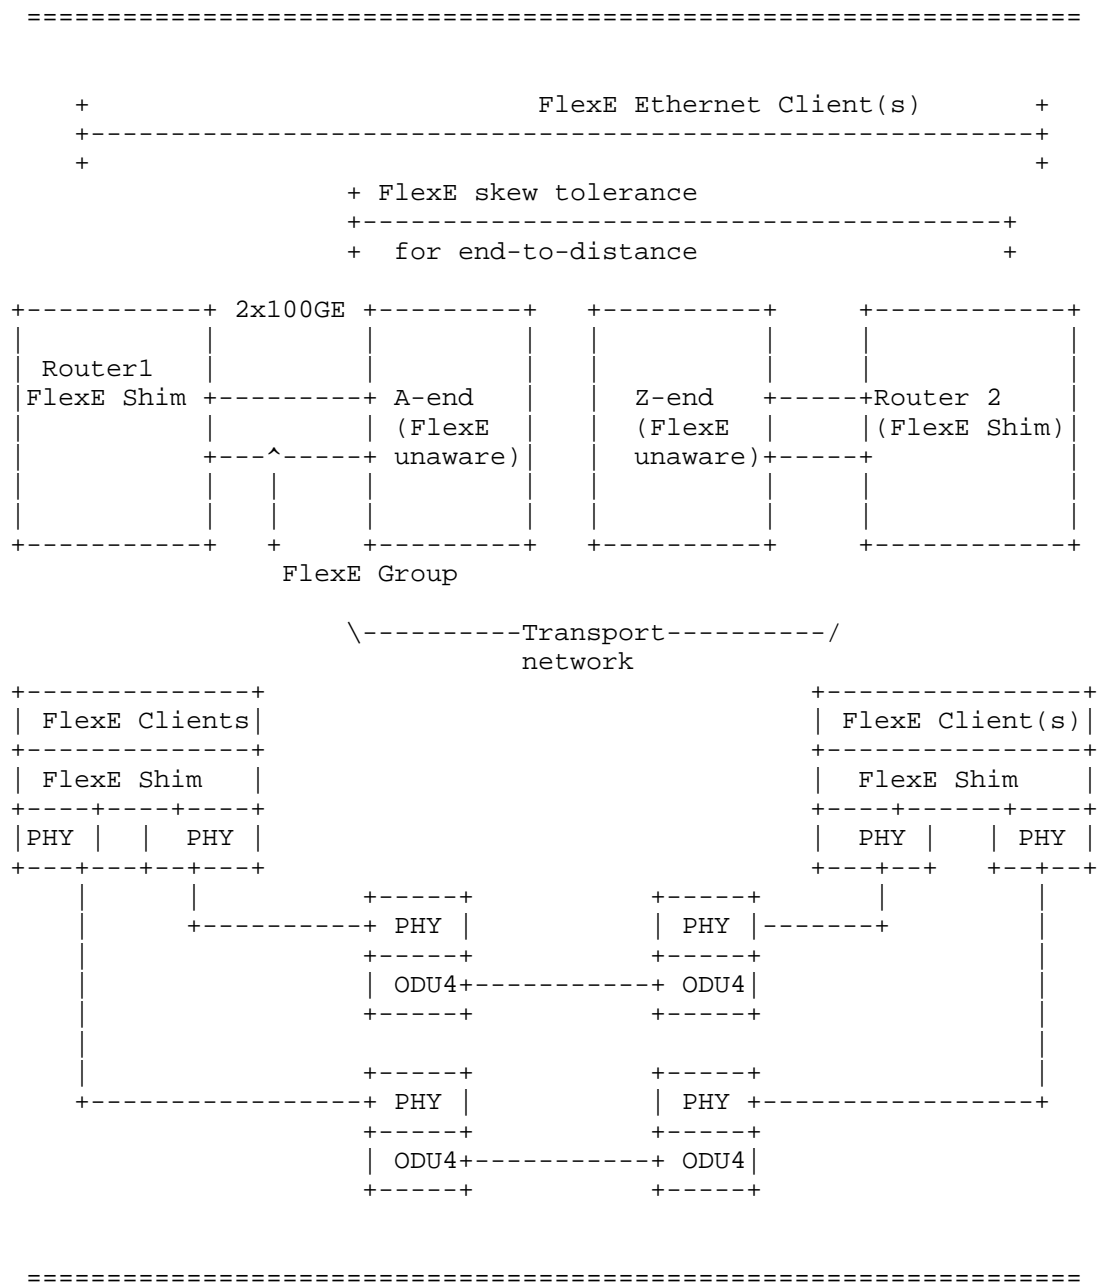 FlexE Ethernet Client(s)
FlexE skew tolerance
for end-to-distance
2x100GE
Router1
FlexE Shim
A-end
Z-end
Router 2
(FlexE
(FlexE
(FlexE Shim)
unaware)
unaware)
FlexE Group
Transport
network
FlexE Clients
FlexE Client(s)
FlexE Shim
FlexE Shim
PHY
PHY
PHY
PHY
PHY
PHY
ODU4
ODU4
PHY
PHY
ODU4
ODU4